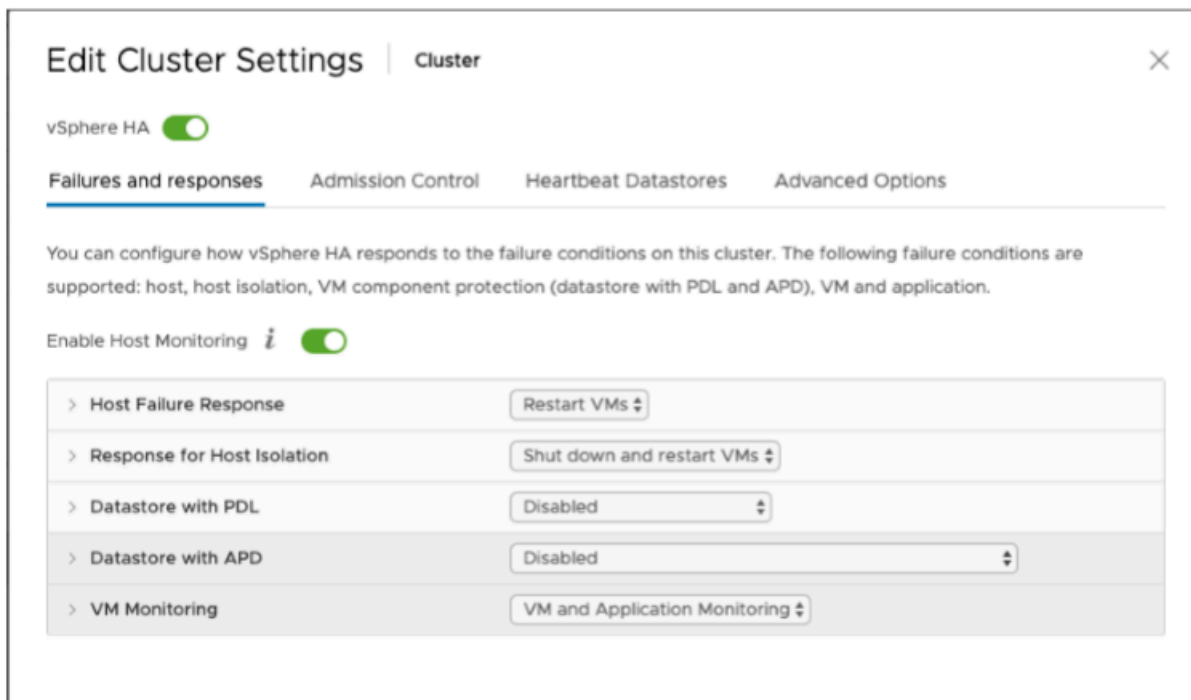 Edit Cluster Settings Cluster
vSphere HA
Failures and responses Admission Control Heartbeat Datastores Advanced Options
You can configure how vSphere HA responds to the failure conditions on this cluster. The following failure conditions are
supported: host, host isolation, VM component protection (datastore with PDL and APD), VM and application.
Enable Host Monitoring i
Host Failure Response Restart VMs
Response for Host Isolation Shut down and restart VMs
Datastore with PDL Disabled
Datastore with APD Disabled
VM Monitoring VM and Application Monitoring